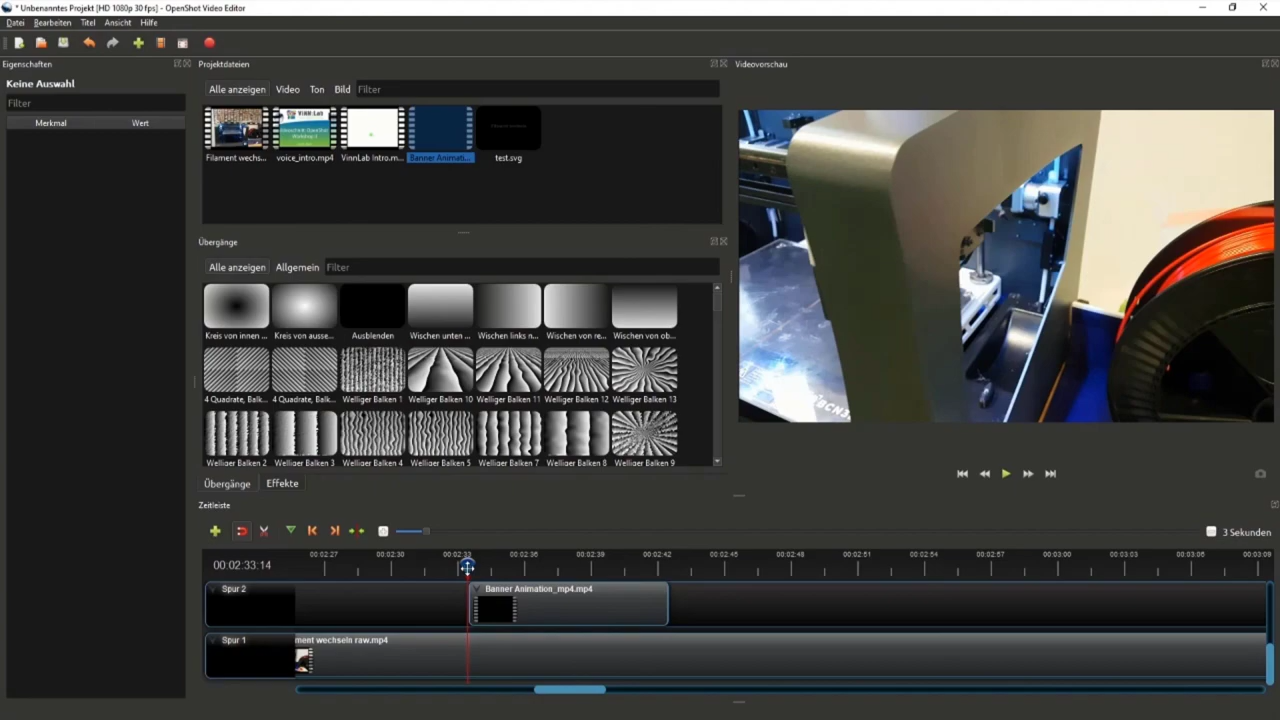 * Unbenanntes Projekt [HD 1080p 30 fps] - OpenShot Video Editor
Datei Bearbeiten Titel Ansicht Hilfe
Eigenschaften
Keine Auswahl
Filter
Merkmal Wert
Projektdateien
Alle anzeigen Video Ton Bild Filter
Filament wechs... voice_intro.mp4 VinnLab Intro.m... Banner Animati... test.svg
Übergänge
Alle anzeigen Allgemein Filter
Kreis von innen ... Kreis von ausse... Ausblenden Wischen unten ... Wischen links n... Wischen von re... Wischen von ob...
4 Quadrate, Balk... 4 Quadrate, Balk... Welliger Balken 1 Welliger Balken 10 Welliger Balken 11 Welliger Balken 12 Welliger Balken 13
Welliger Balken 2 Welliger Balken 3 Welliger Balken 4 Welliger Balken 5 Welliger Balken 7 Welliger Balken 8 Welliger Balken 9
Übergänge Effekte
Videovorschau
Zeitleiste
3 Sekunden
00:02:33:14
00:02:27 00:02:30 00:02:33 00:02:36 00:02:39 00:02:42 00:02:45 00:02:48 00:02:51 00:02:54 00:02:57 00:03:00 00:03:03 00:03:06 00:03:09
Spur 2
Banner Animation_mp4.mp4
Spur 1
ment wechseln raw.mp4